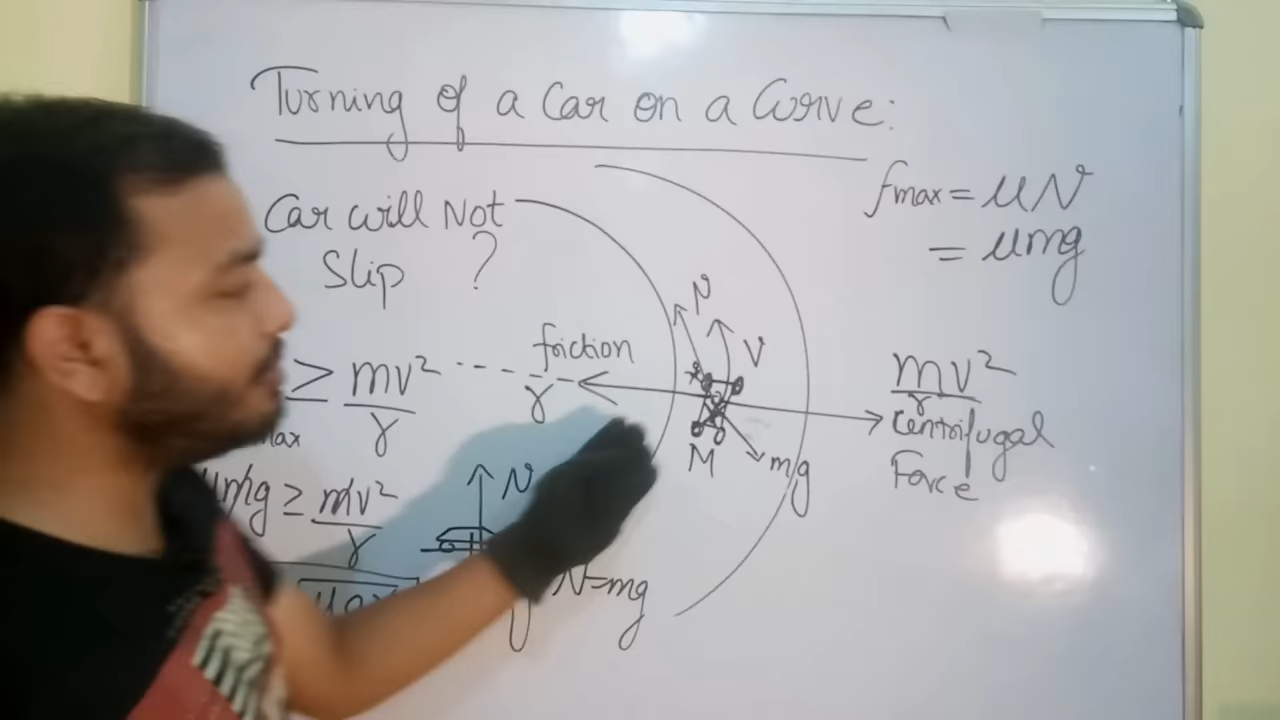 Turning of a Car on a Curve:
Car will Not
Slip ?
≥ mv²/r
max
μmg ≥ mv²/r
N
N=mg
friction
r
N
V
M
mg
fmax = μN
= μmg
mv²/r
Centrifugal
Force